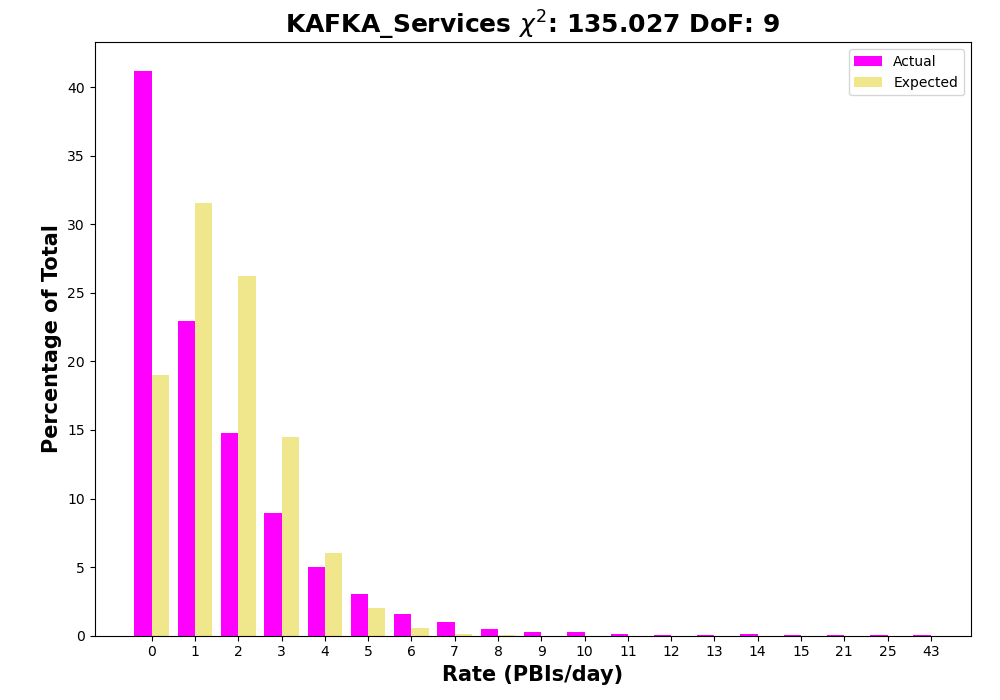 KAFKA_Services χ²: 135.027 DoF: 9
Actual
Expected
Percentage of Total
40
35
30
25
20
15
10
5
0
0 1 2 3 4 5 6 7 8 9 10 11 12 13 14 15 21 25 43
Rate (PBIs/day)